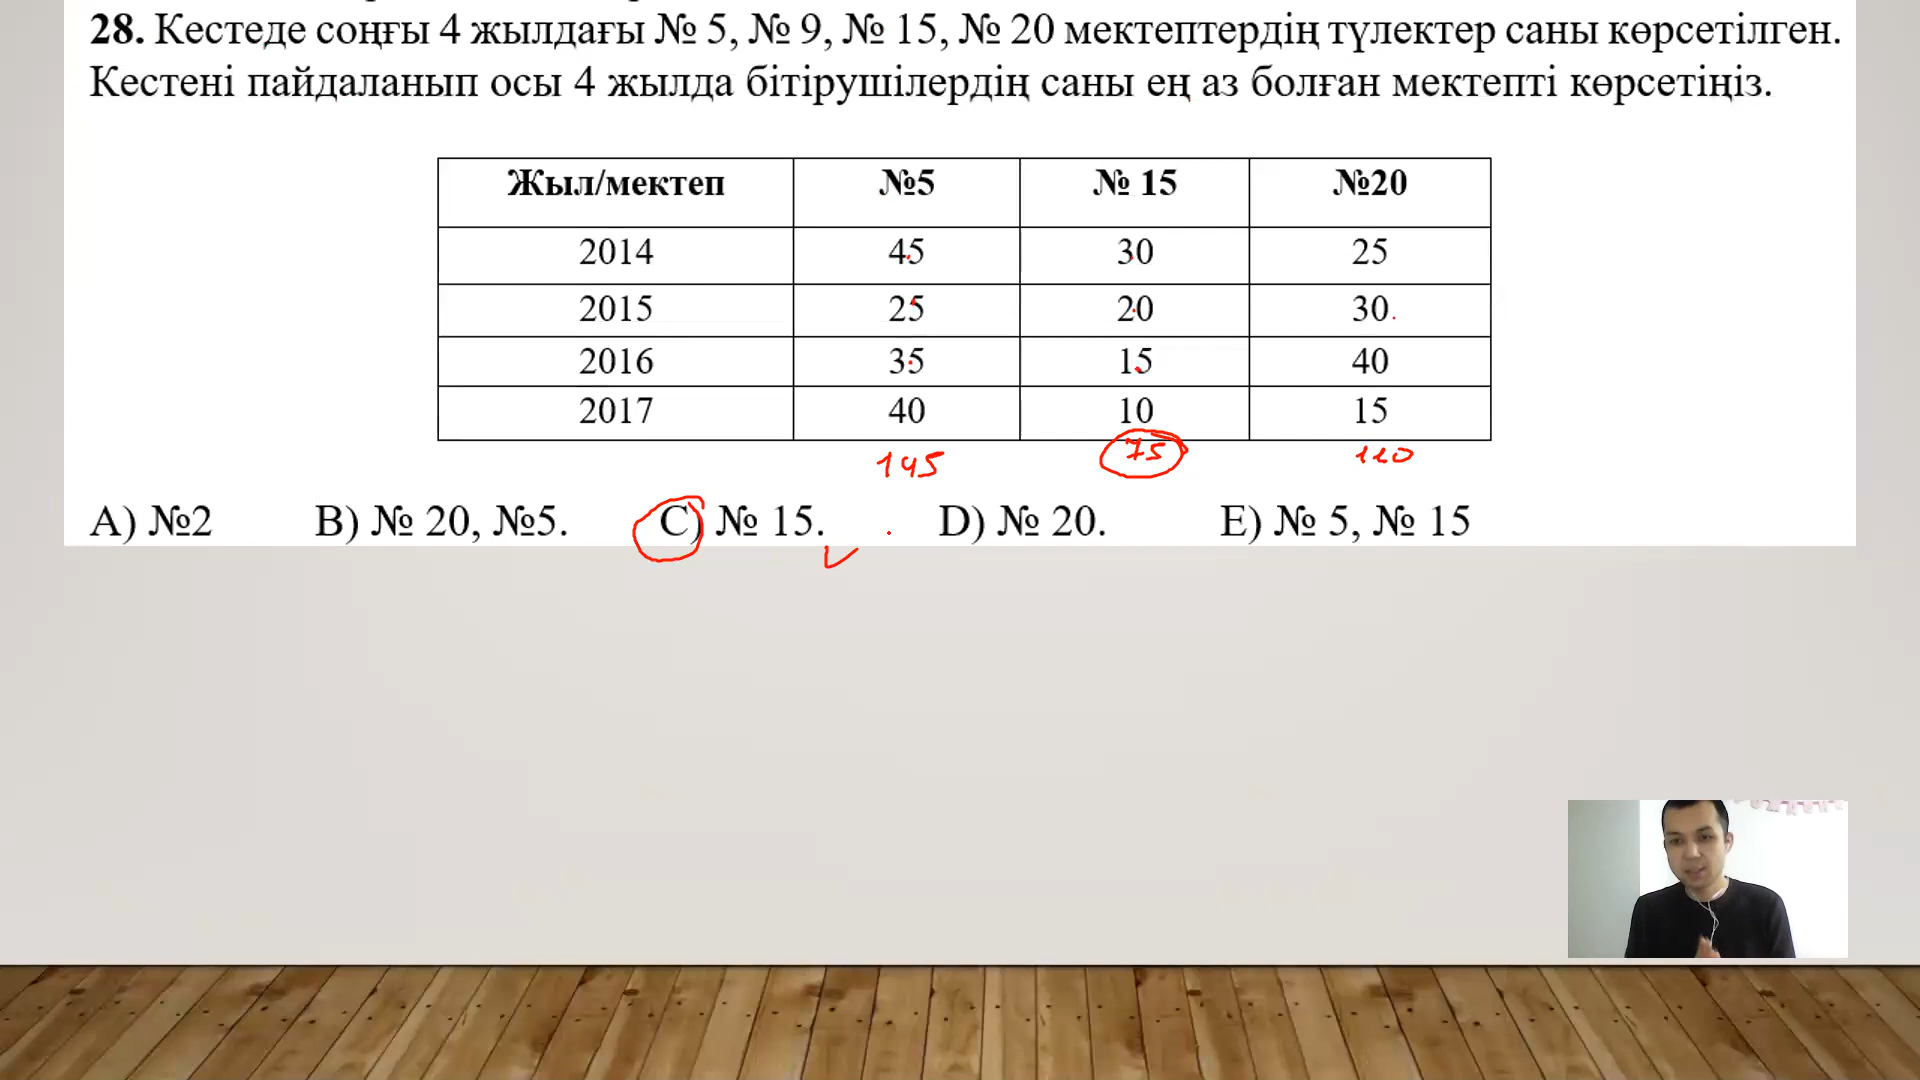 28. Кестеде соңғы 4 жылдағы № 5, № 9, № 15, № 20 мектептердің түлектер саны көрсетілген.
Кестені пайдаланып осы 4 жылда бітірушілердің саны ең аз болған мектепті көрсетіңіз.
Жыл/мектеп №5 № 15 №20
2014 45 30 25
2015 25 20 30
2016 35 15 40
2017 40 10 15
145 75 110
A) №2 B) № 20, №5. C) № 15. D) № 20. E) № 5, № 15